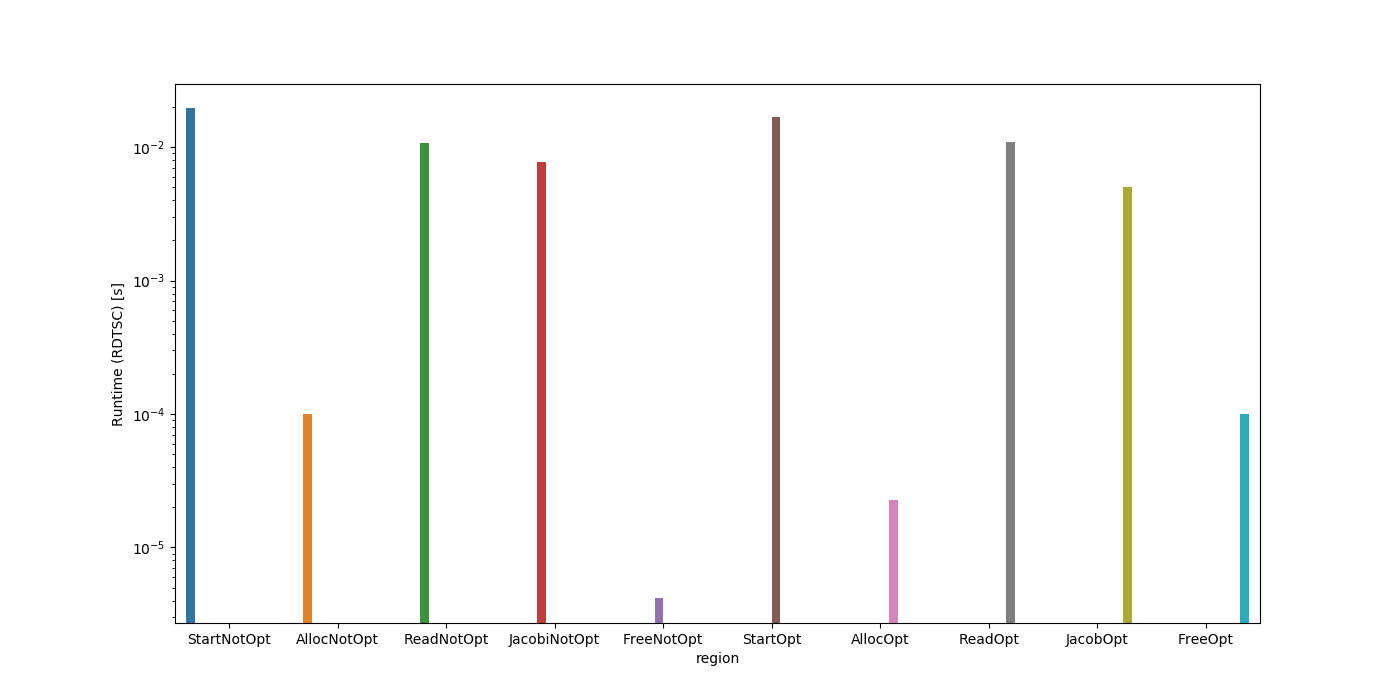 10⁻²
10⁻³
10⁻⁴
10⁻⁵
Runtime (RDTSC) [s]
StartNotOpt AllocNotOpt ReadNotOpt JacobiNotOpt FreeNotOpt StartOpt AllocOpt ReadOpt JacobOpt FreeOpt
region